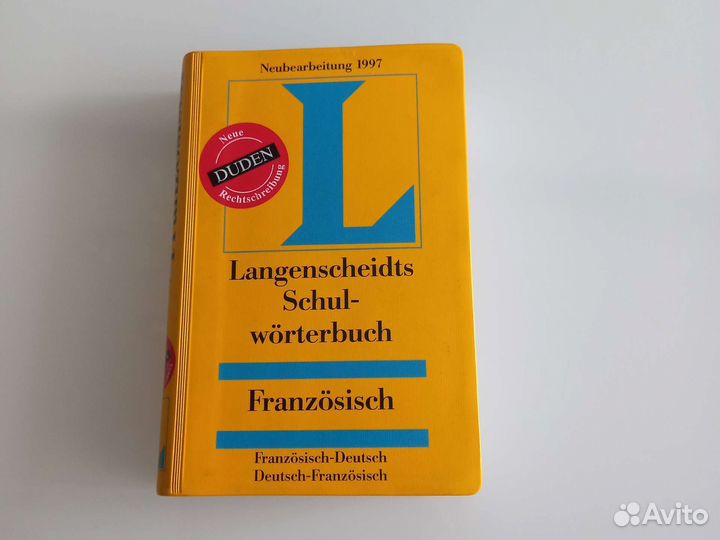 Neubearbeitung 1997
L
Neue
DUDEN
Rechtschreibung
Langenscheidts
Schul-
wörterbuch
Französisch
Französisch-Deutsch
Deutsch-Französisch
Avito